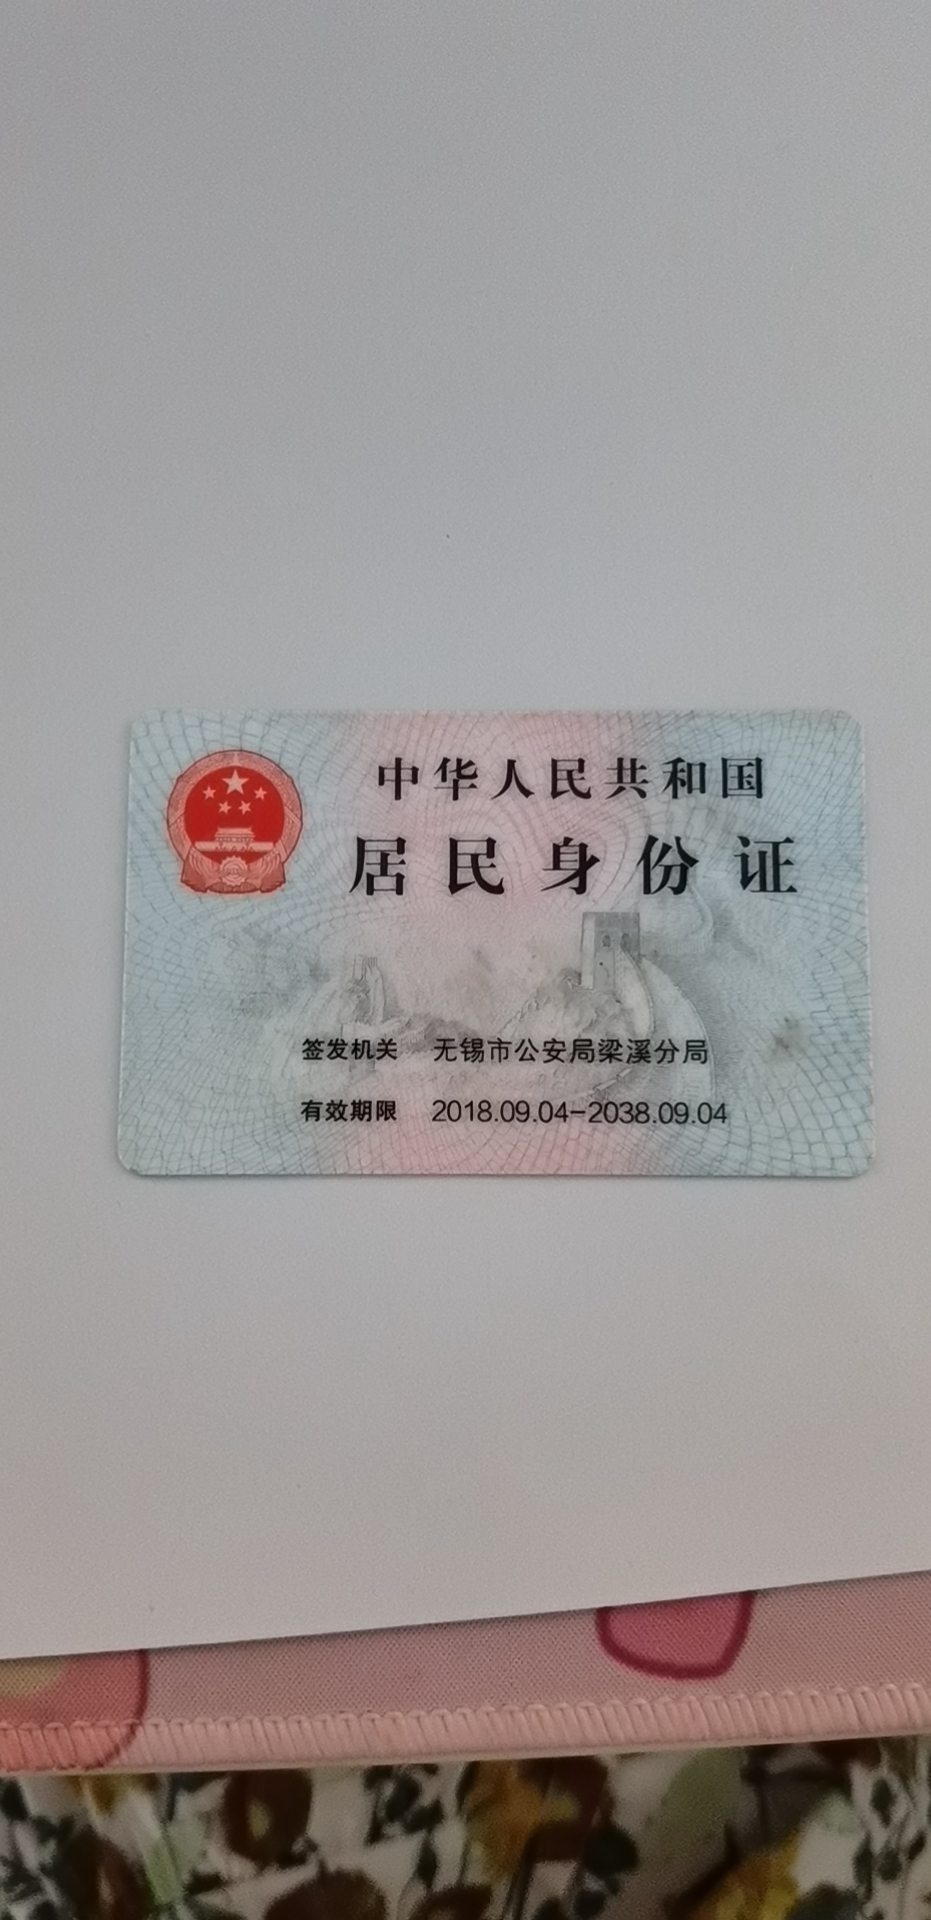 中华人民共和国
居民身份证
签发机关 无锡市公安局梁溪分局
有效期限 2018.09.04-2038.09.04